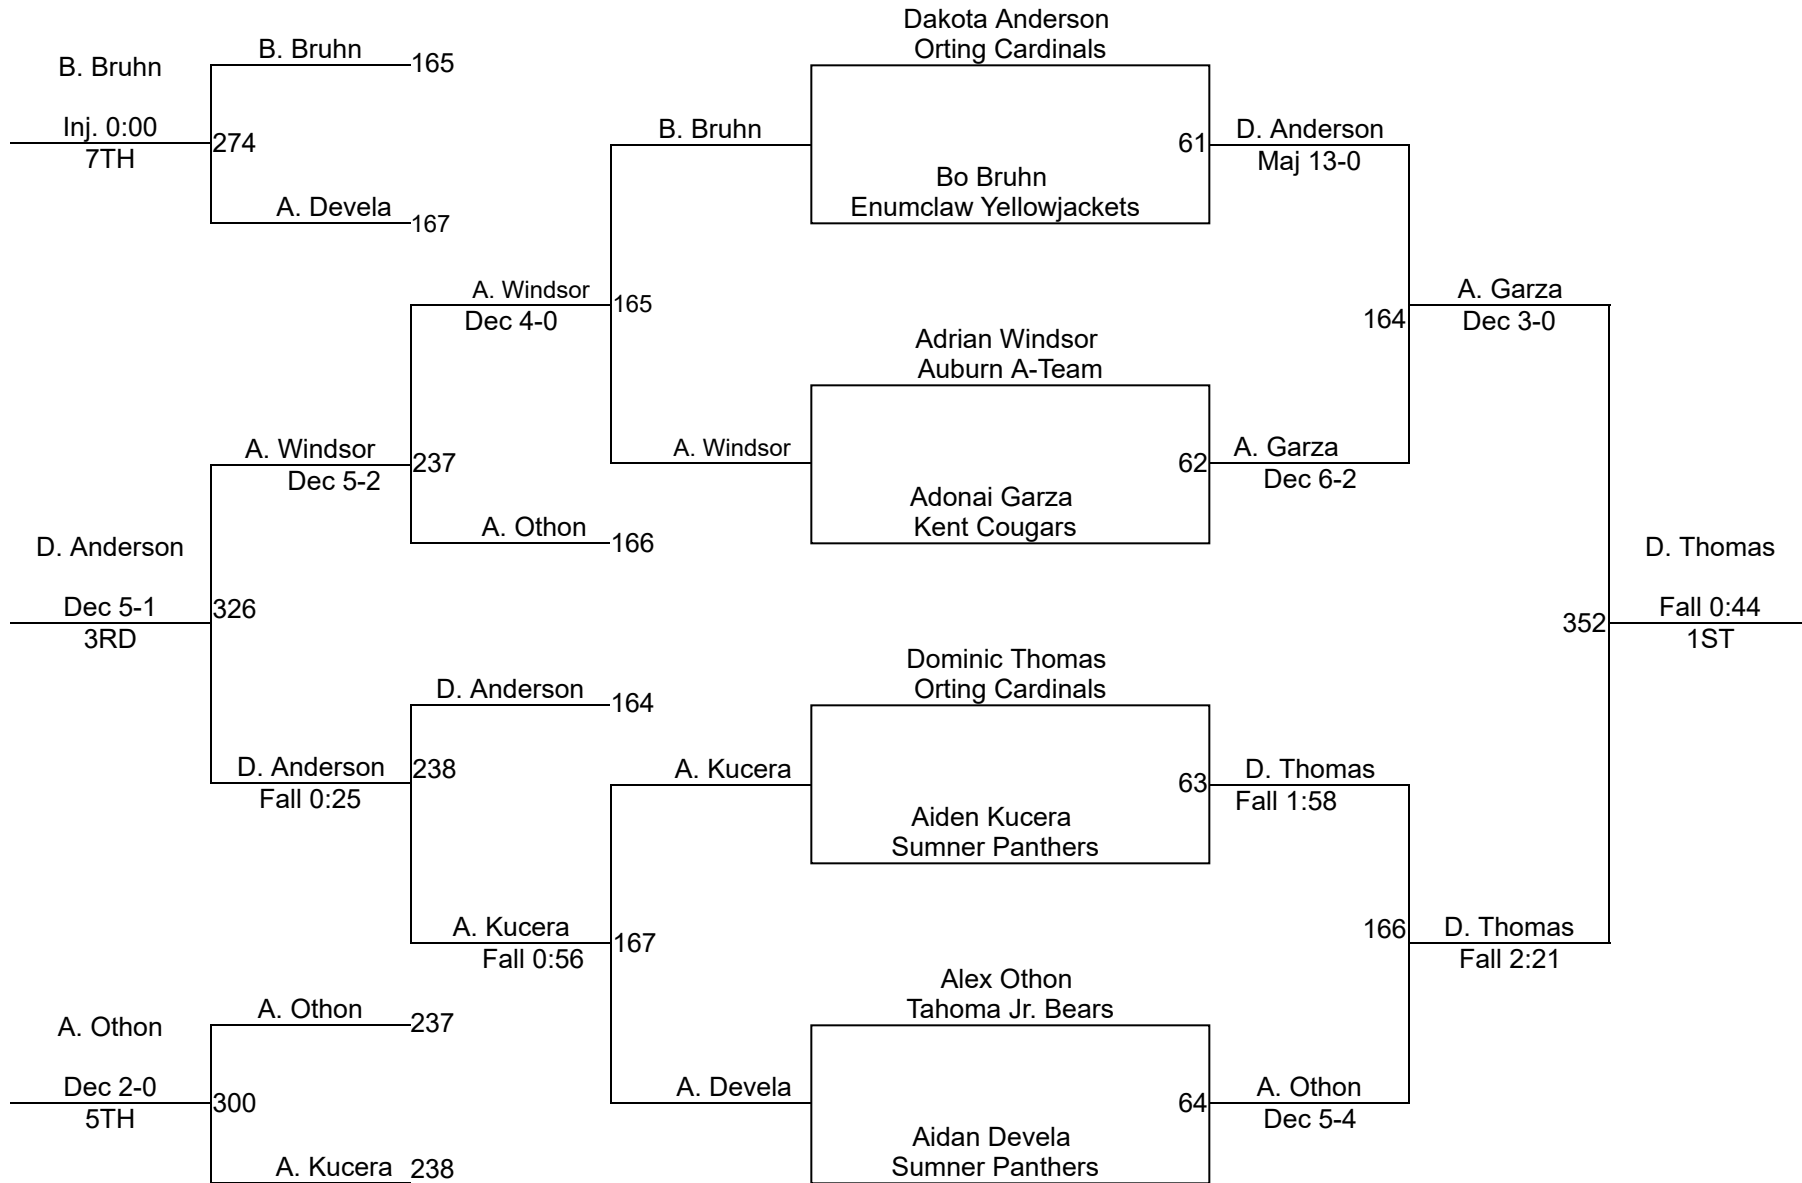 Dakota Anderson
Orting Cardinals
B. Bruhn
165
B. Bruhn
Inj. 0:00
7TH
274
A. Devela
167
B. Bruhn
61
D. Anderson
Maj 13-0
Bo Bruhn
Enumclaw Yellowjackets
A. Windsor
Dec 4-0
165
164
A. Garza
Dec 3-0
Adrian Windsor
Auburn A-Team
A. Windsor
Dec 5-2
237
A. Windsor
62
A. Garza
Dec 6-2
Adonai Garza
Kent Cougars
A. Othon
166
D. Anderson
Dec 5-1
3RD
326
D. Thomas
352
Fall 0:44
1ST
Dominic Thomas
Orting Cardinals
D. Anderson
164
D. Anderson
Fall 0:25
238
A. Kucera
63
D. Thomas
Fall 1:58
Aiden Kucera
Sumner Panthers
A. Kucera
Fall 0:56
167
166
D. Thomas
Fall 2:21
Alex Othon
Tahoma Jr. Bears
A. Othon
237
A. Othon
Dec 2-0
5TH
300
A. Devela
64
A. Othon
Dec 5-4
Aidan Devela
Sumner Panthers
A. Kucera
238